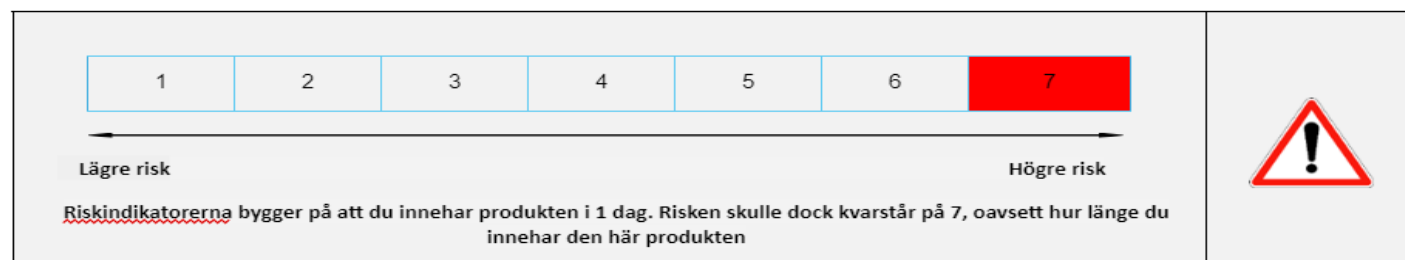 1 2 3 4 5 6 7
Lägre risk Högre risk
Riskindikatorerna bygger på att du innehar produkten i 1 dag. Risken skulle dock kvarstår på 7, oavsett hur länge du
innehar den här produkten